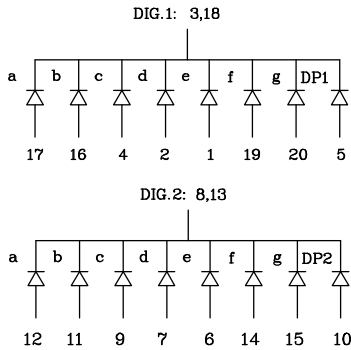 DIG.1: 3,18
a b c d e f g DP1
17 16 4 2 1 19 20 5
DIG.2: 8,13
a b c d e f g DP2
12 11 9 7 6 14 15 10